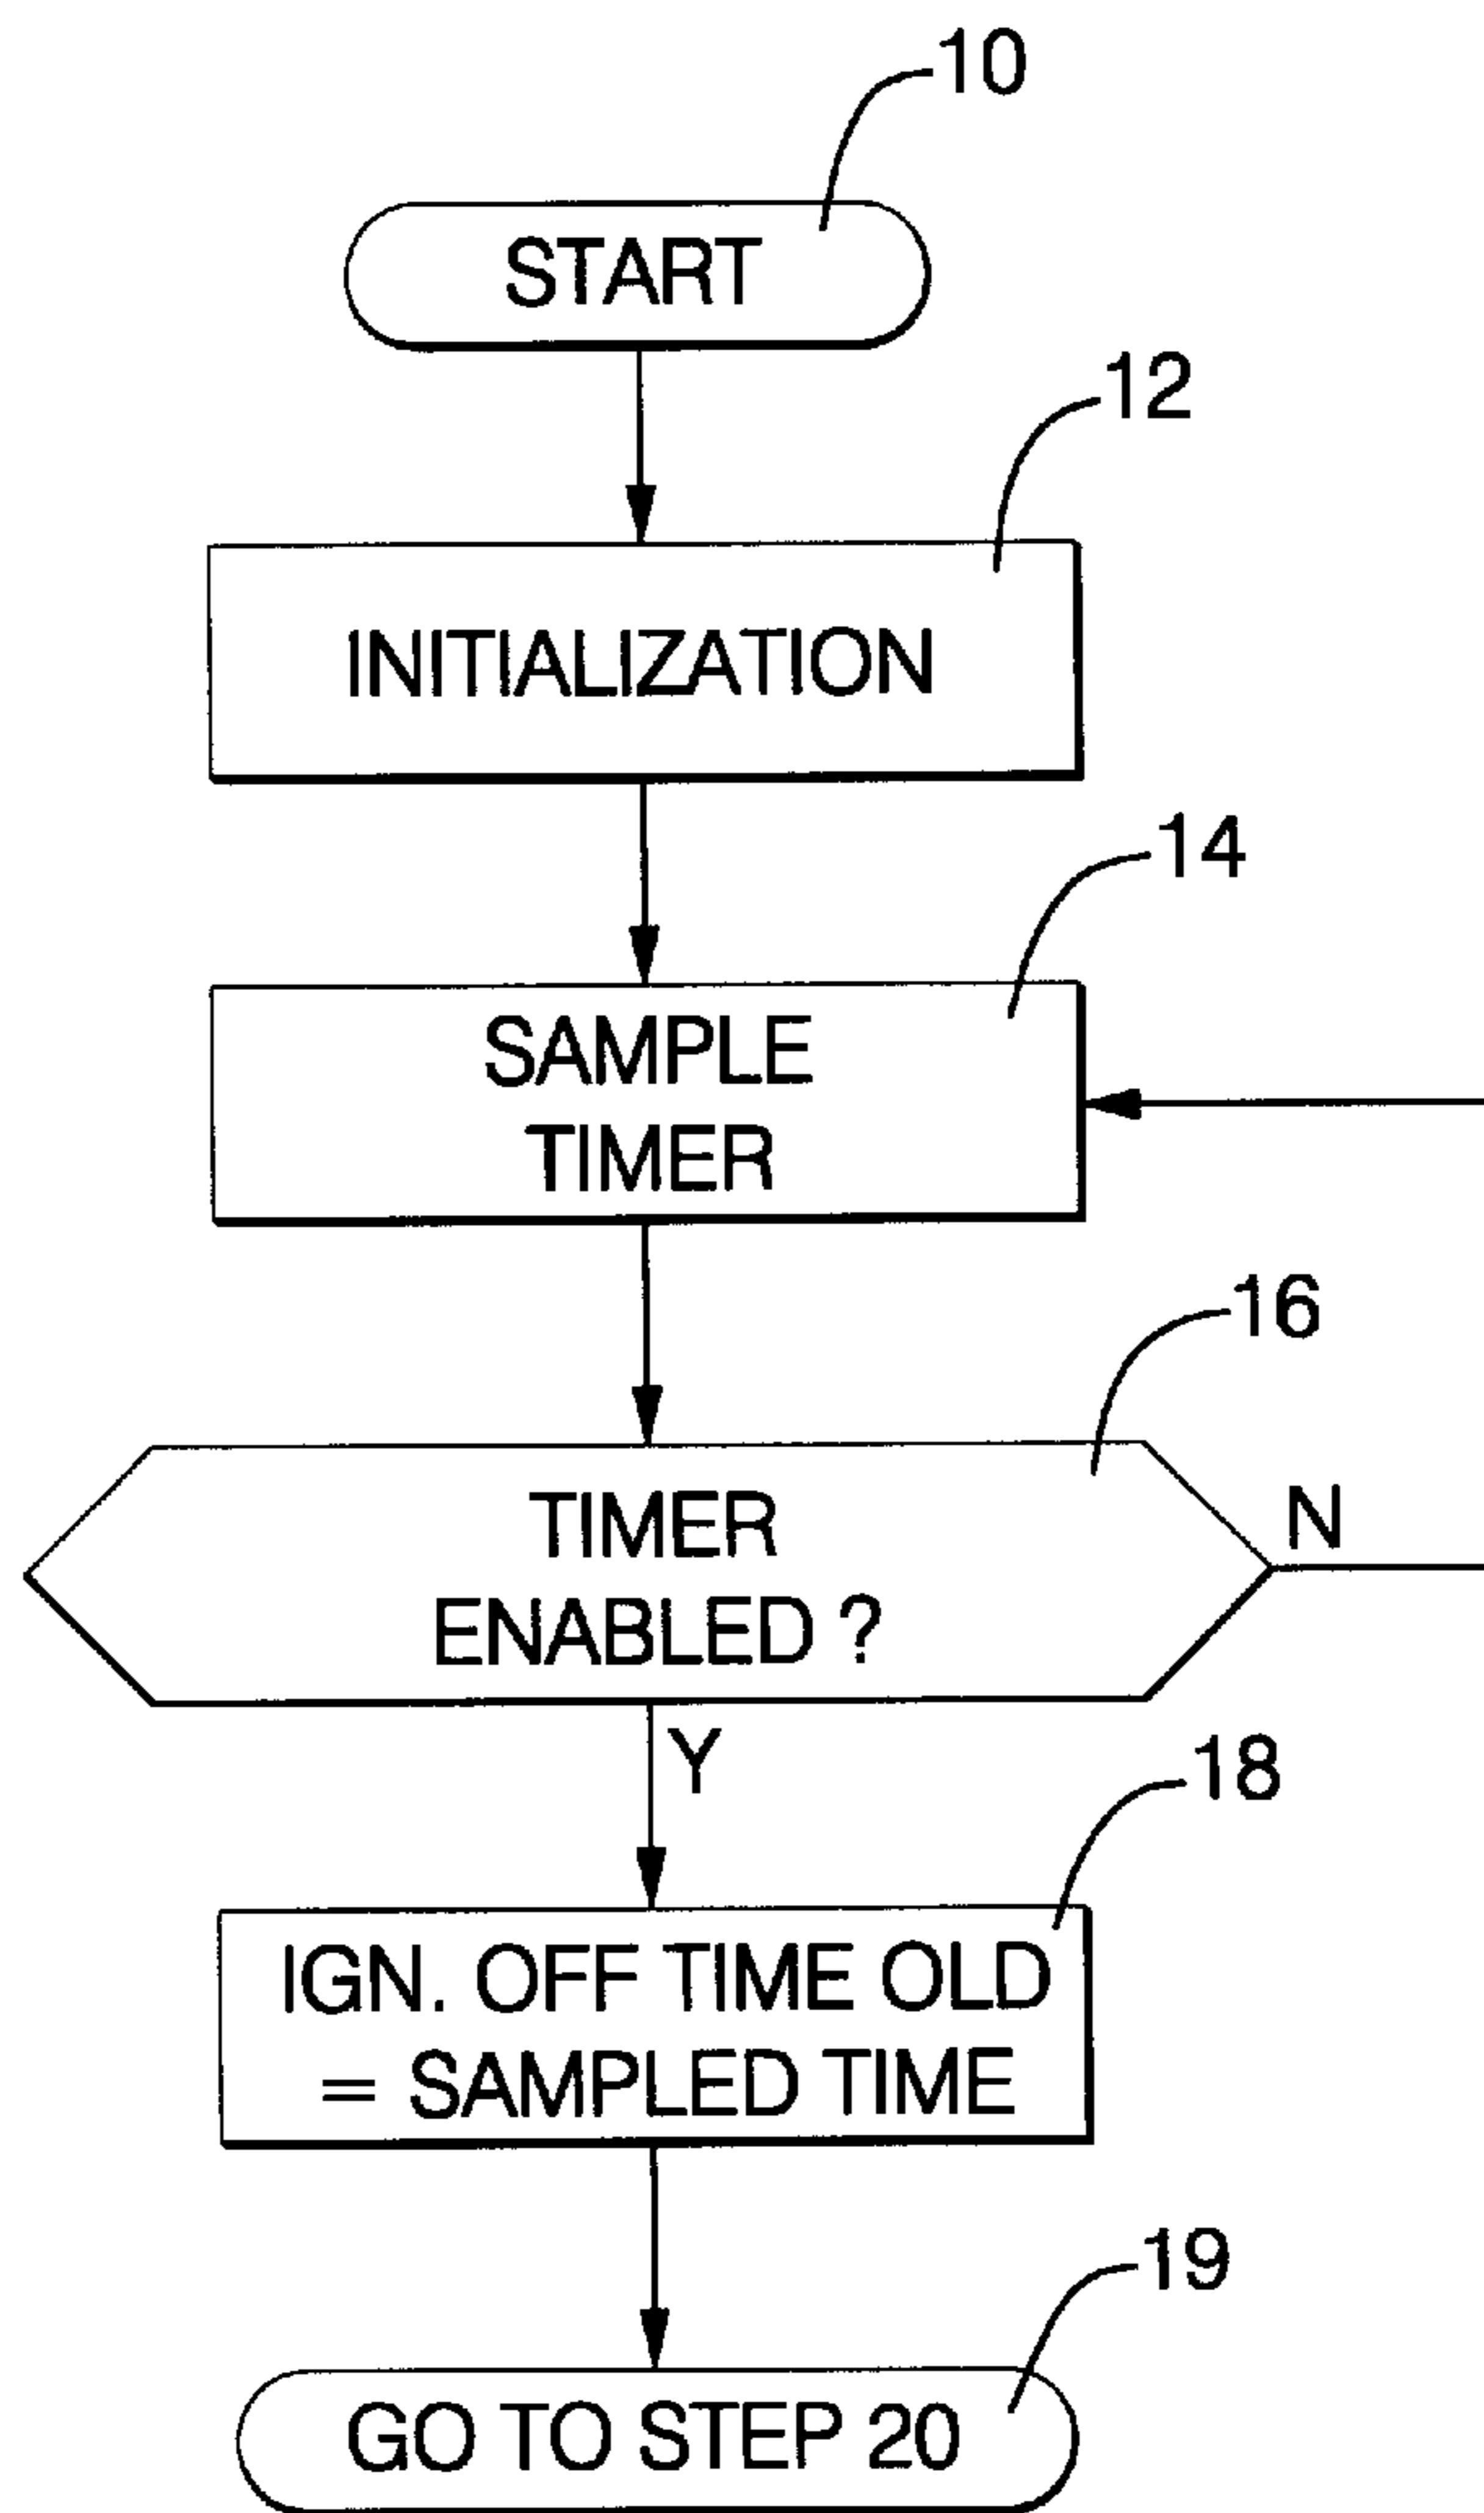 10
START
12
INITIALIZATION
14
SAMPLE
TIMER
16
TIMER
ENABLED ?
N
Y
18
IGN. OFF TIME OLD
= SAMPLED TIME
19
GO TO STEP 20